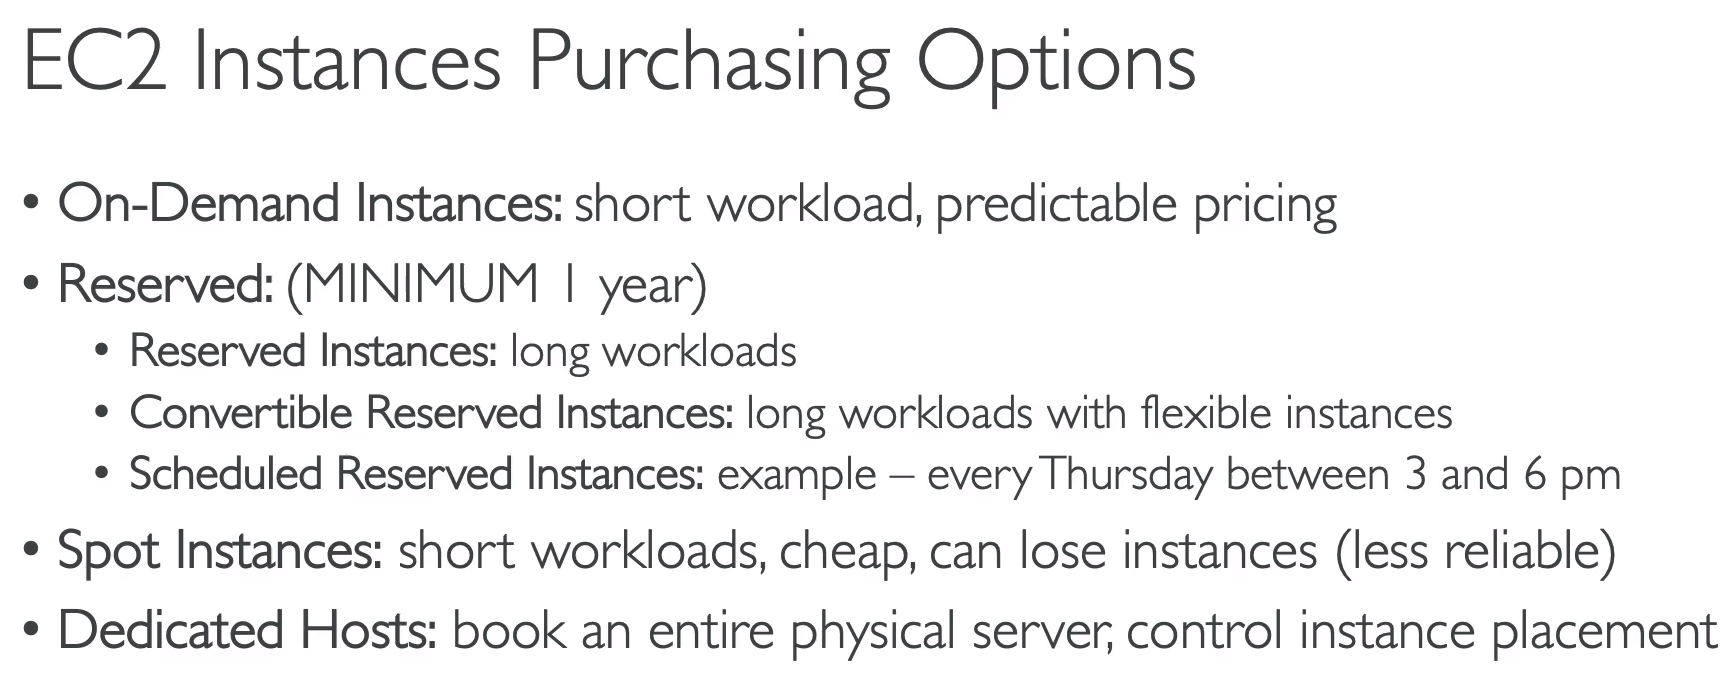 EC2 Instances Purchasing Options
• On-Demand Instances: short workload, predictable pricing
• Reserved: (MINIMUM 1 year)
• Reserved Instances: long workloads
• Convertible Reserved Instances: long workloads with flexible instances
• Scheduled Reserved Instances: example – every Thursday between 3 and 6 pm
• Spot Instances: short workloads, cheap, can lose instances (less reliable)
• Dedicated Hosts: book an entire physical server, control instance placement